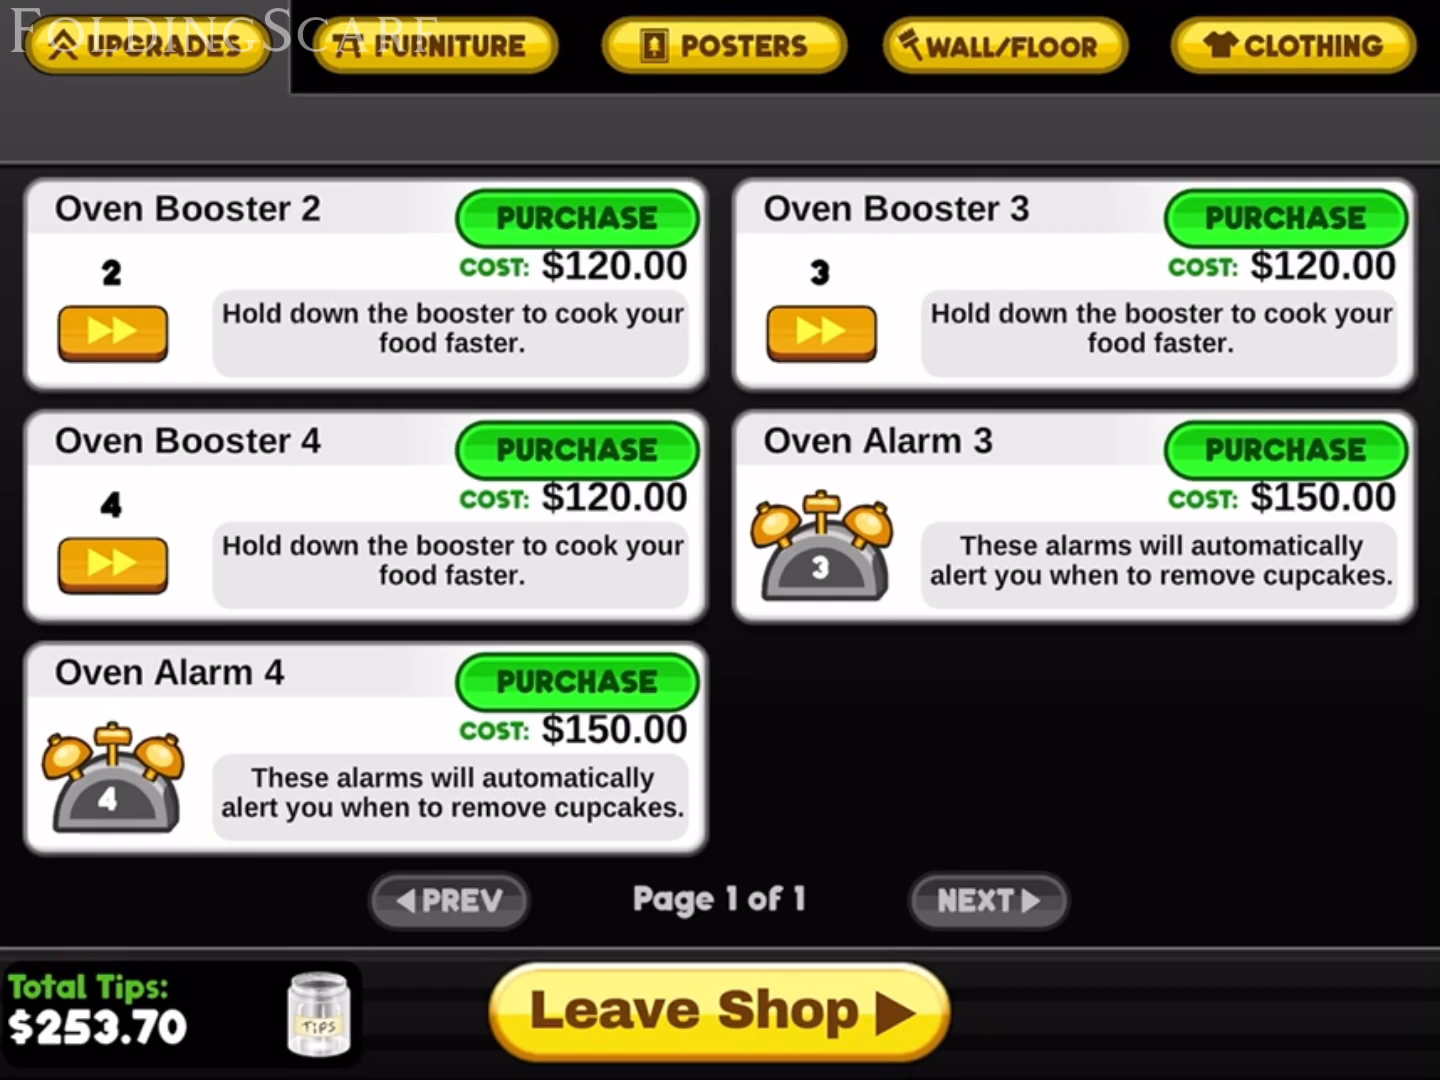 FoldingScarf
UPGRADES
FURNITURE
POSTERS
WALL/FLOOR
CLOTHING
Oven Booster 2
PURCHASE
COST: $120.00
2
Hold down the booster to cook your
food faster.
Oven Booster 3
PURCHASE
COST: $120.00
3
Hold down the booster to cook your
food faster.
Oven Booster 4
PURCHASE
COST: $120.00
4
Hold down the booster to cook your
food faster.
Oven Alarm 3
PURCHASE
COST: $150.00
3
These alarms will automatically
alert you when to remove cupcakes.
Oven Alarm 4
PURCHASE
COST: $150.00
4
These alarms will automatically
alert you when to remove cupcakes.
PREV
Page 1 of 1
NEXT
Total Tips:
$253.70
TIPS
Leave Shop